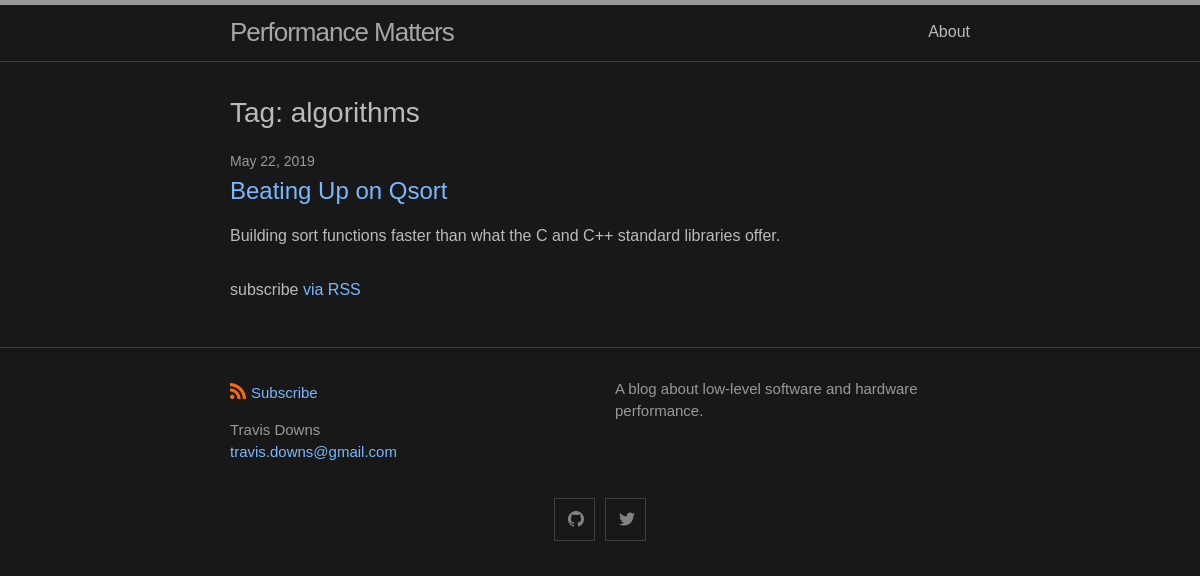 Performance Matters
About
Tag: algorithms
May 22, 2019
Beating Up on Qsort
Building sort functions faster than what the C and C++ standard libraries offer.
subscribe via RSS
Subscribe
Travis Downs
travis.downs@gmail.com
A blog about low-level software and hardware
performance.